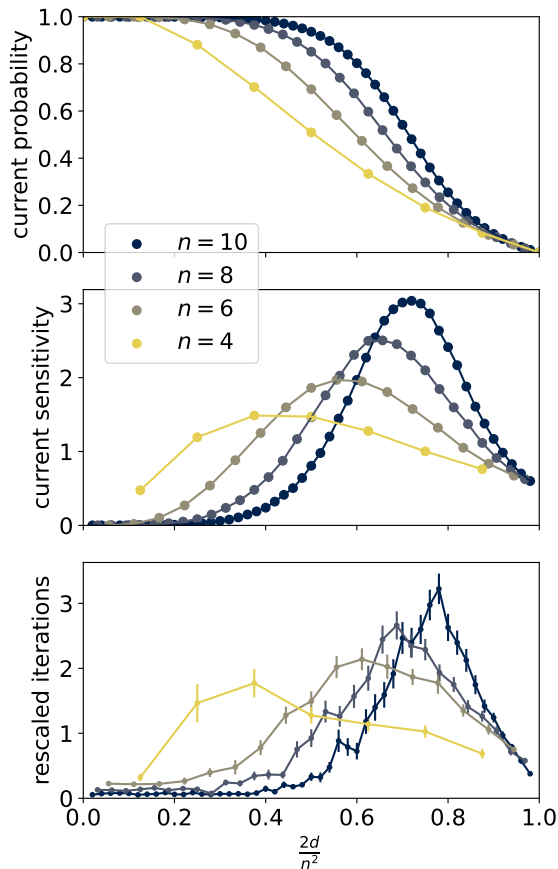 current probability
1.0
0.8
0.6
0.4
0.2
0.0
n = 10
n = 8
n = 6
n = 4
current sensitivity
3
2
1
0
rescaled iterations
3
2
1
0
0.0 0.2 0.4 0.6 0.8 1.0
2d/n²